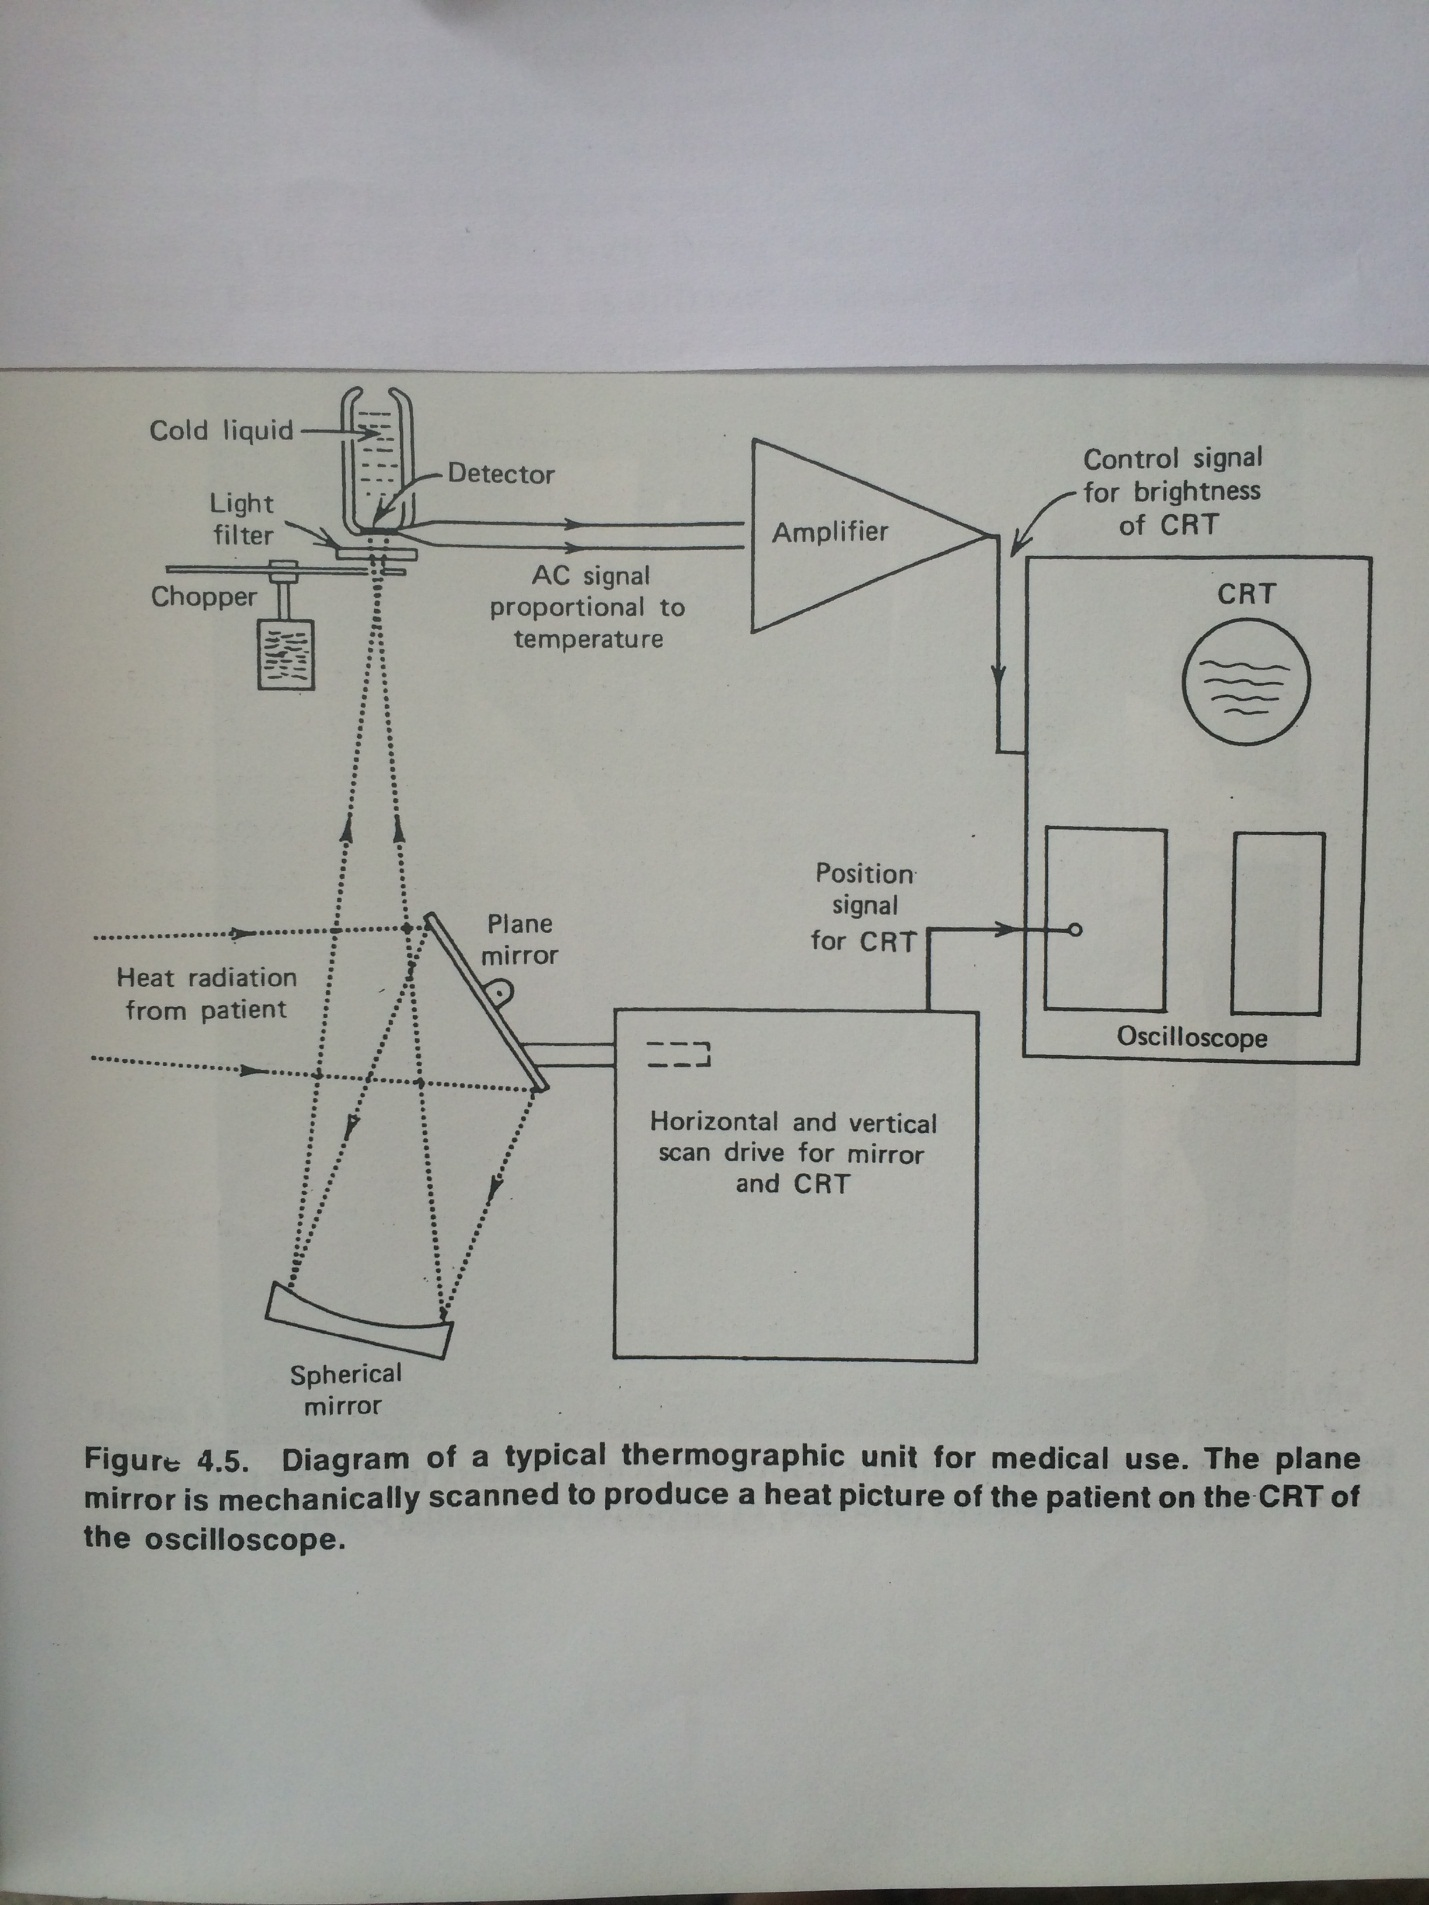 Cold liquid
Detector
Light
filter
Chopper
AC signal
proportional to
temperature
Amplifier
Control signal
for brightness
of CRT
CRT
Position
signal
for CRT
Oscilloscope
Plane
mirror
Heat radiation
from patient
Horizontal and vertical
scan drive for mirror
and CRT
Spherical
mirror
Figure 4.5. Diagram of a typical thermographic unit for medical use. The plane
mirror is mechanically scanned to produce a heat picture of the patient on the CRT of
the oscilloscope.